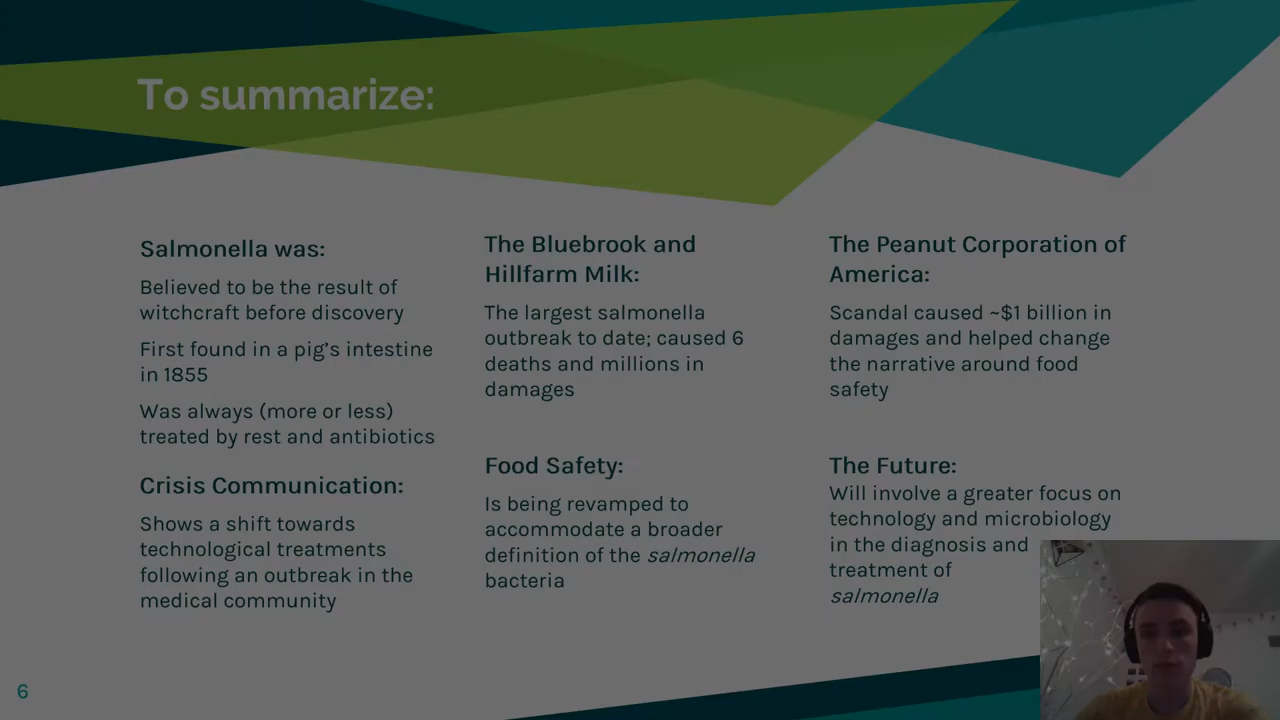 To summarize:
Salmonella was:
Believed to be the result of
witchcraft before discovery
First found in a pig's intestine
in 1855
Was always (more or less)
treated by rest and antibiotics
Crisis Communication:
Shows a shift towards
technological treatments
following an outbreak in the
medical community
The Bluebrook and
Hillfarm Milk:
The largest salmonella
outbreak to date; caused 6
deaths and millions in
damages
Food Safety:
Is being revamped to
accommodate a broader
definition of the salmonella
bacteria
The Peanut Corporation of
America:
Scandal caused ~$1 billion in
damages and helped change
the narrative around food
safety
The Future:
Will involve a greater focus on
technology and microbiology
in the diagnosis and
treatment of
salmonella
6